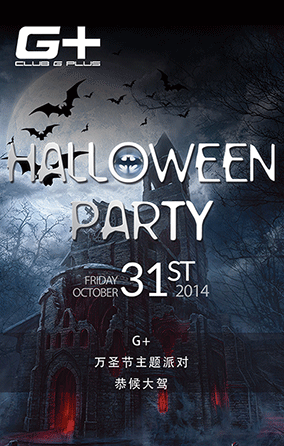 G+
CLUB G PLUS
HALLOWEEN
PARTY
FRIDAY
OCTOBER
31ST
2014
G+
万圣节主题派对
恭候大驾